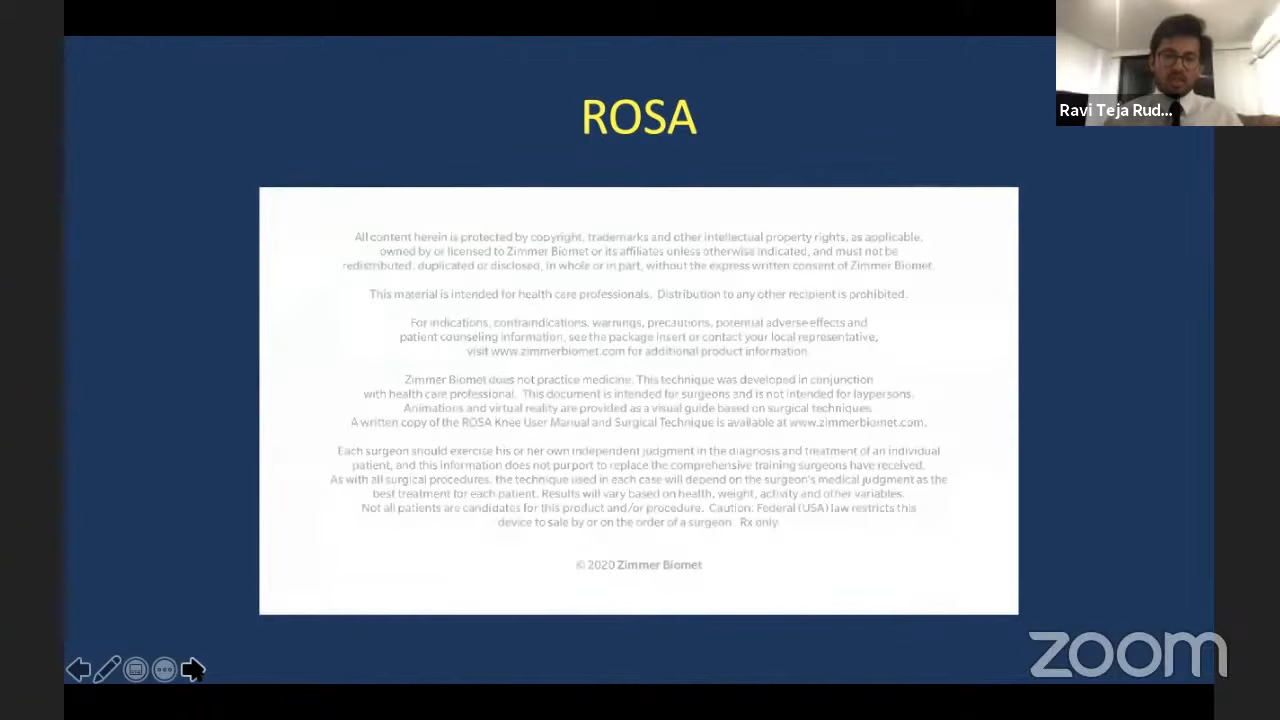 ROSA
Ravi Teja Rud...
All content herein is protected by copyright, trademarks and other intellectual property rights, as applicable,
owned by or licensed to Zimmer Biomet or its affiliates unless otherwise indicated, and must not be
redistributed, duplicated or disclosed, in whole or in part, without the express written consent of Zimmer Biomet.
This material is intended for health care professionals. Distribution to any other recipient is prohibited.
For indications, contraindications, warnings, precautions, potential adverse effects and
patient counseling information, see the package insert or contact your local representative;
visit www.zimmerbiomet.com for additional product information.
Zimmer Biomet does not practice medicine. This technique was developed in conjunction
with health care professional. This document is intended for surgeons and is not intended for laypersons.
Animations and virtual reality are provided as a visual guide based on surgical techniques.
A written copy of the ROSA Knee User Manual and Surgical Technique is available at www.zimmerbiomet.com.
Each surgeon should exercise his or her own independent judgment in the diagnosis and treatment of an individual
patient, and this information does not purport to replace the comprehensive training surgeons have received.
As with all surgical procedures, the technique used in each case will depend on the surgeon's medical judgment as the
best treatment for each patient. Results will vary based on health, weight, activity and other variables.
Not all patients are candidates for this product and/or procedure. Caution: Federal (USA) law restricts this
device to sale by or on the order of a surgeon. Rx only.
© 2020 Zimmer Biomet
zoom